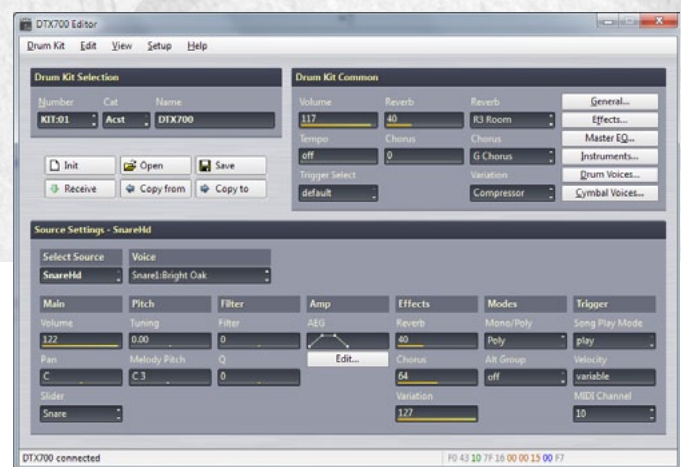 DTX700 Editor
Drum Kit Edit View Setup Help
Drum Kit Selection
Number Cat Name
KIT:01 Acst DTX700
Init Open Save
Receive Copy from Copy to
Drum Kit Common
Volume Reverb Reverb General...
117 40 R3 Room Effects...
Tempo Chorus Chorus Master EQ...
off 0 G Chorus Instruments...
Trigger Select Variation Drum Voices...
default Compressor Cymbal Voices...
Source Settings - SnareHd
Select Source Voice
SnareHd Snare1:Bright Oak
Main Pitch Filter Amp Effects Modes Trigger
Volume Tuning Filter AEG Reverb Mono/Poly Song Play Mode
122 0.00 0 40 Poly play
Pan Melody Pitch Q Edit... Chorus Alt Group Velocity
C C 3 0 64 off variable
Slider Variation MIDI Channel
Snare 127 10
DTX700 connected F0 43 10 7F 16 00 00 15 00 F7